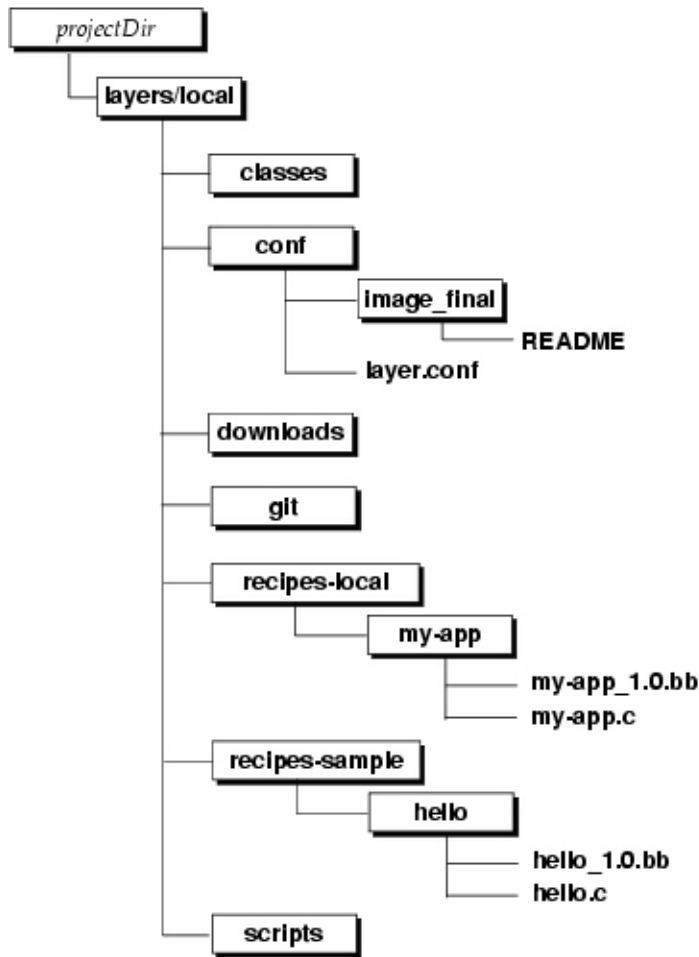 projectDir
layers/local
classes
conf
image_final
README
layer.conf
downloads
git
recipes-local
my-app
my-app_1.0.bb
my-app.c
recipes-sample
hello
hello_1.0.bb
hello.c
scripts